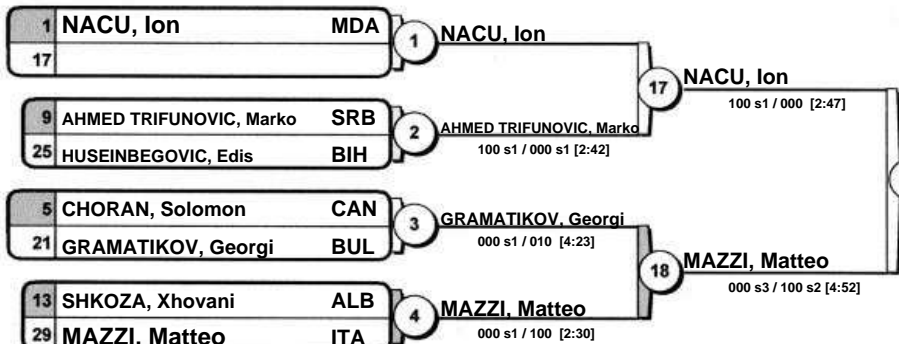 1 NACU, Ion MDA
17
1 NACU, Ion
9 AHMED TRIFUNOVIC, Marko SRB
25 HUSEINBEGOVIC, Edis BIH
2 AHMED TRIFUNOVIC, Marko
100 s1 / 000 s1 [2:42]
17 NACU, Ion
100 s1 / 000 [2:47]
5 CHORAN, Solomon CAN
21 GRAMATIKOV, Georgi BUL
3 GRAMATIKOV, Georgi
000 s1 / 010 [4:23]
13 SHKOZA, Xhovani ALB
29 MAZZI, Matteo ITA
4 MAZZI, Matteo
000 s1 / 100 [2:30]
18 MAZZI, Matteo
000 s3 / 100 s2 [4:52]